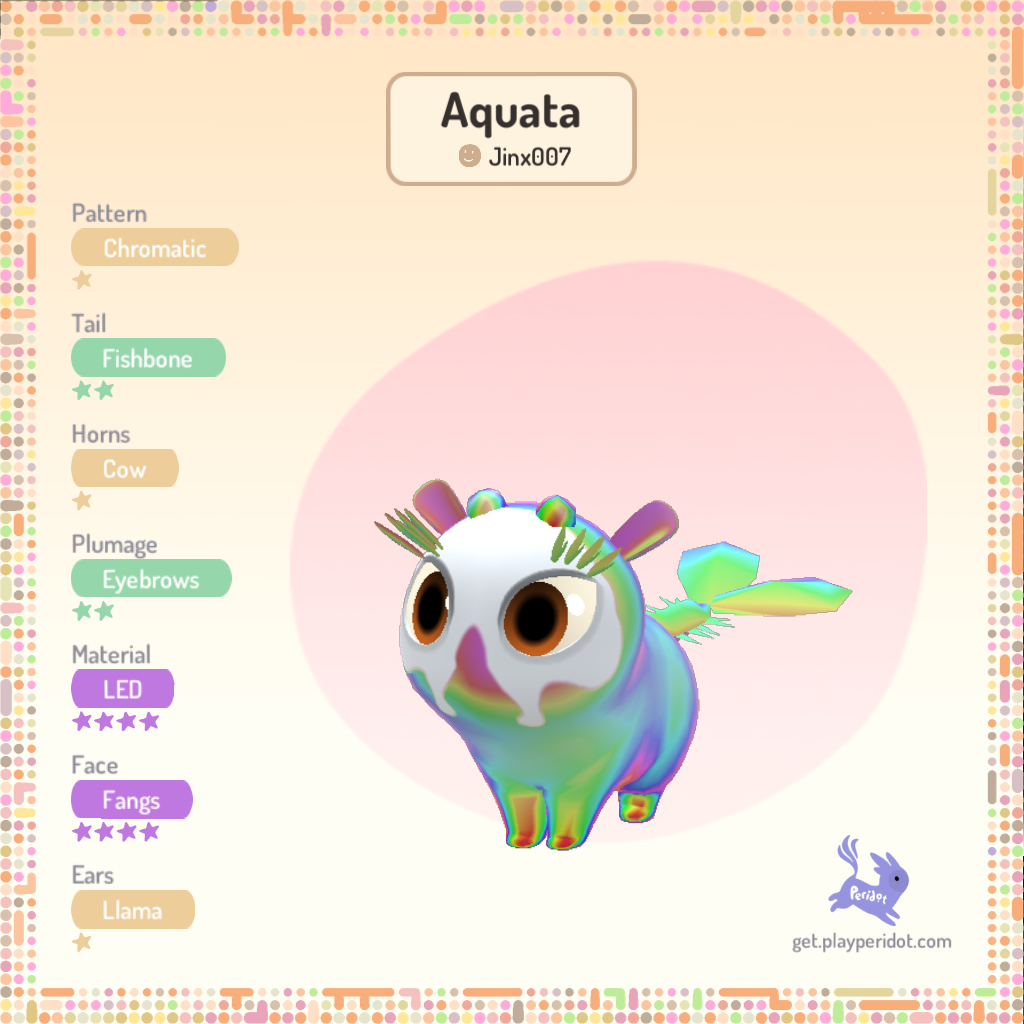 Aquata
Jinx007
Pattern
Chromatic
Tail
Fishbone
Horns
Cow
Plumage
Eyebrows
Material
LED
Face
Fangs
Ears
Llama
Peridot
get.playperidot.com